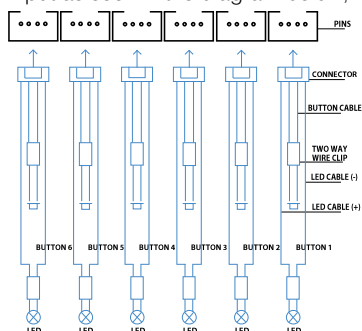 PINS
CONNECTOR
BUTTON CABLE
TWO WAY
WIRE CLIP
LED CABLE (-)
LED CABLE (+)
BUTTON 6 BUTTON 5 BUTTON 4 BUTTON 3 BUTTON 2 BUTTON 1
LED LED LED LED LED LED